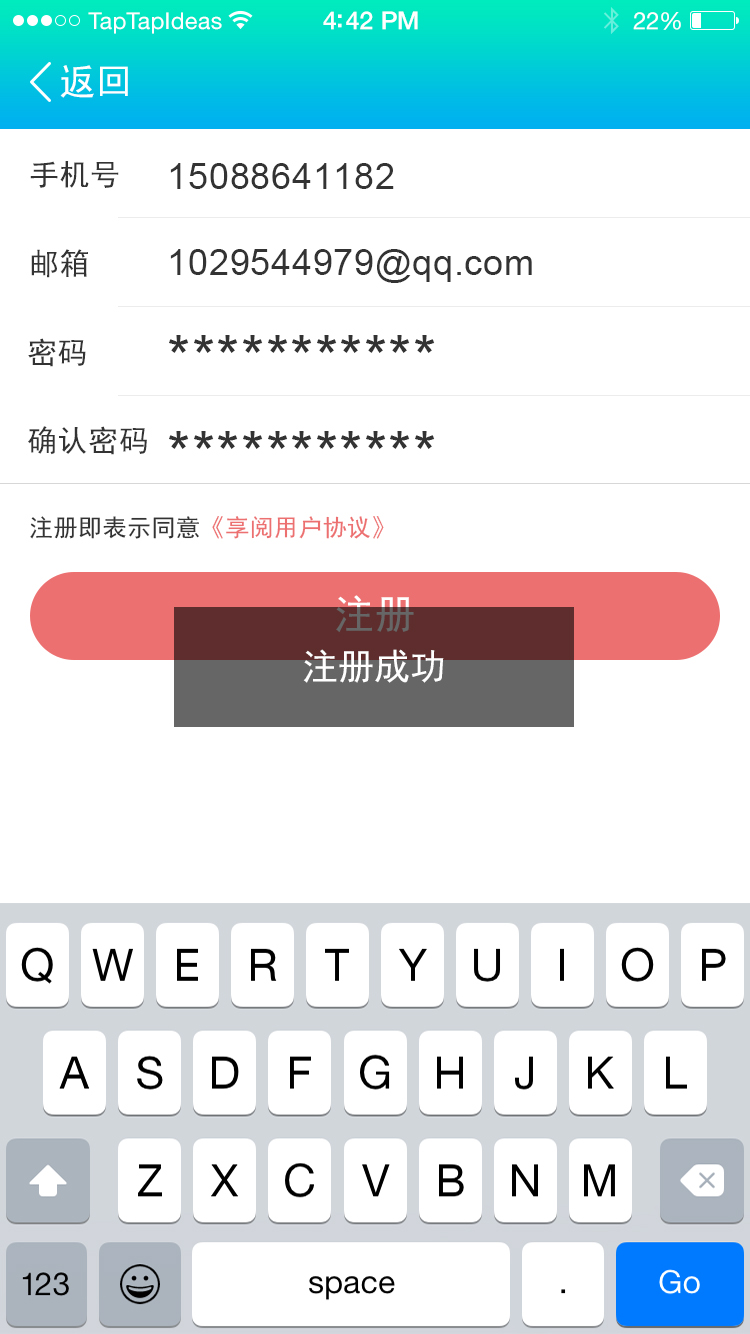 ●●●○○ TapTapIdeas 4:42 PM 22%
返回
手机号 15088641182
邮箱 1029544979@qq.com
密码 ***********
确认密码 ***********
注册即表示同意《享阅用户协议》
注册
注册成功
Q W E R T Y U I O P
A S D F G H J K L
Z X C V B N M
123 space . Go